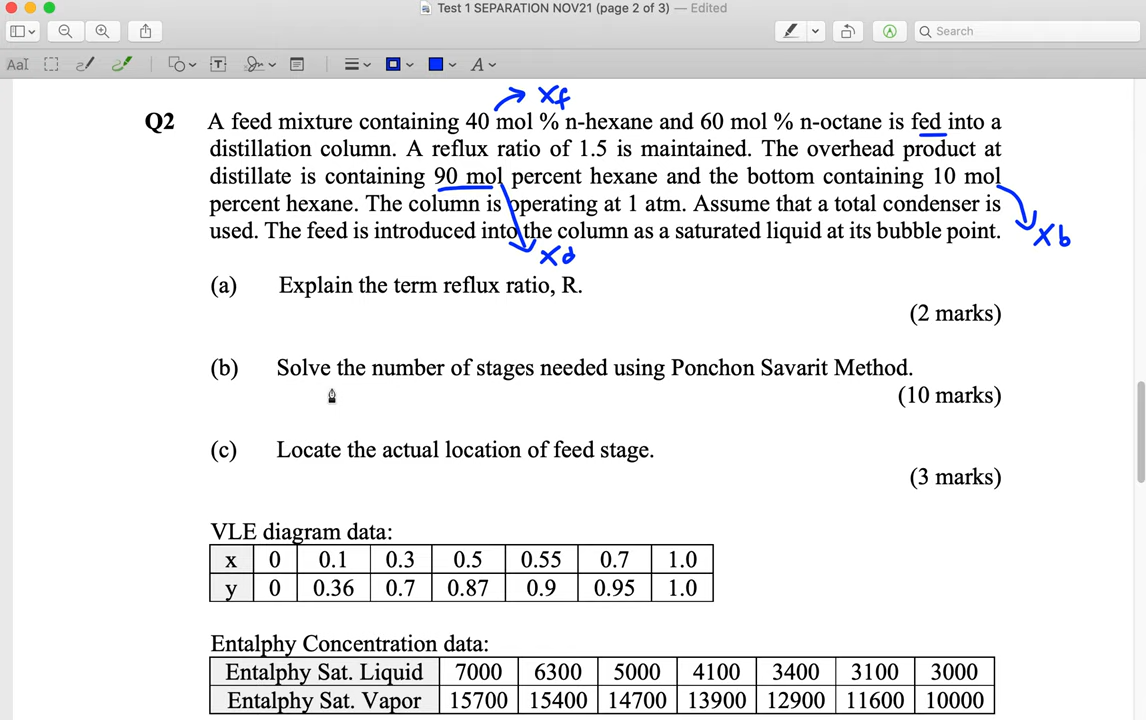 Test 1 SEPARATION NOV21 (page 2 of 3) — Edited
Search
AaI T A
Xf
Q2 A feed mixture containing 40 mol % n-hexane and 60 mol % n-octane is fed into a
distillation column. A reflux ratio of 1.5 is maintained. The overhead product at
distillate is containing 90 mol percent hexane and the bottom containing 10 mol
percent hexane. The column is operating at 1 atm. Assume that a total condenser is
used. The feed is introduced into the column as a saturated liquid at its bubble point.
Xb
Xd
(a) Explain the term reflux ratio, R.
(2 marks)
(b) Solve the number of stages needed using Ponchon Savarit Method.
(10 marks)
(c) Locate the actual location of feed stage.
(3 marks)
VLE diagram data:
x 0 0.1 0.3 0.5 0.55 0.7 1.0
y 0 0.36 0.7 0.87 0.9 0.95 1.0
Entalphy Concentration data:
Entalphy Sat. Liquid 7000 6300 5000 4100 3400 3100 3000
Entalphy Sat. Vapor 15700 15400 14700 13900 12900 11600 10000